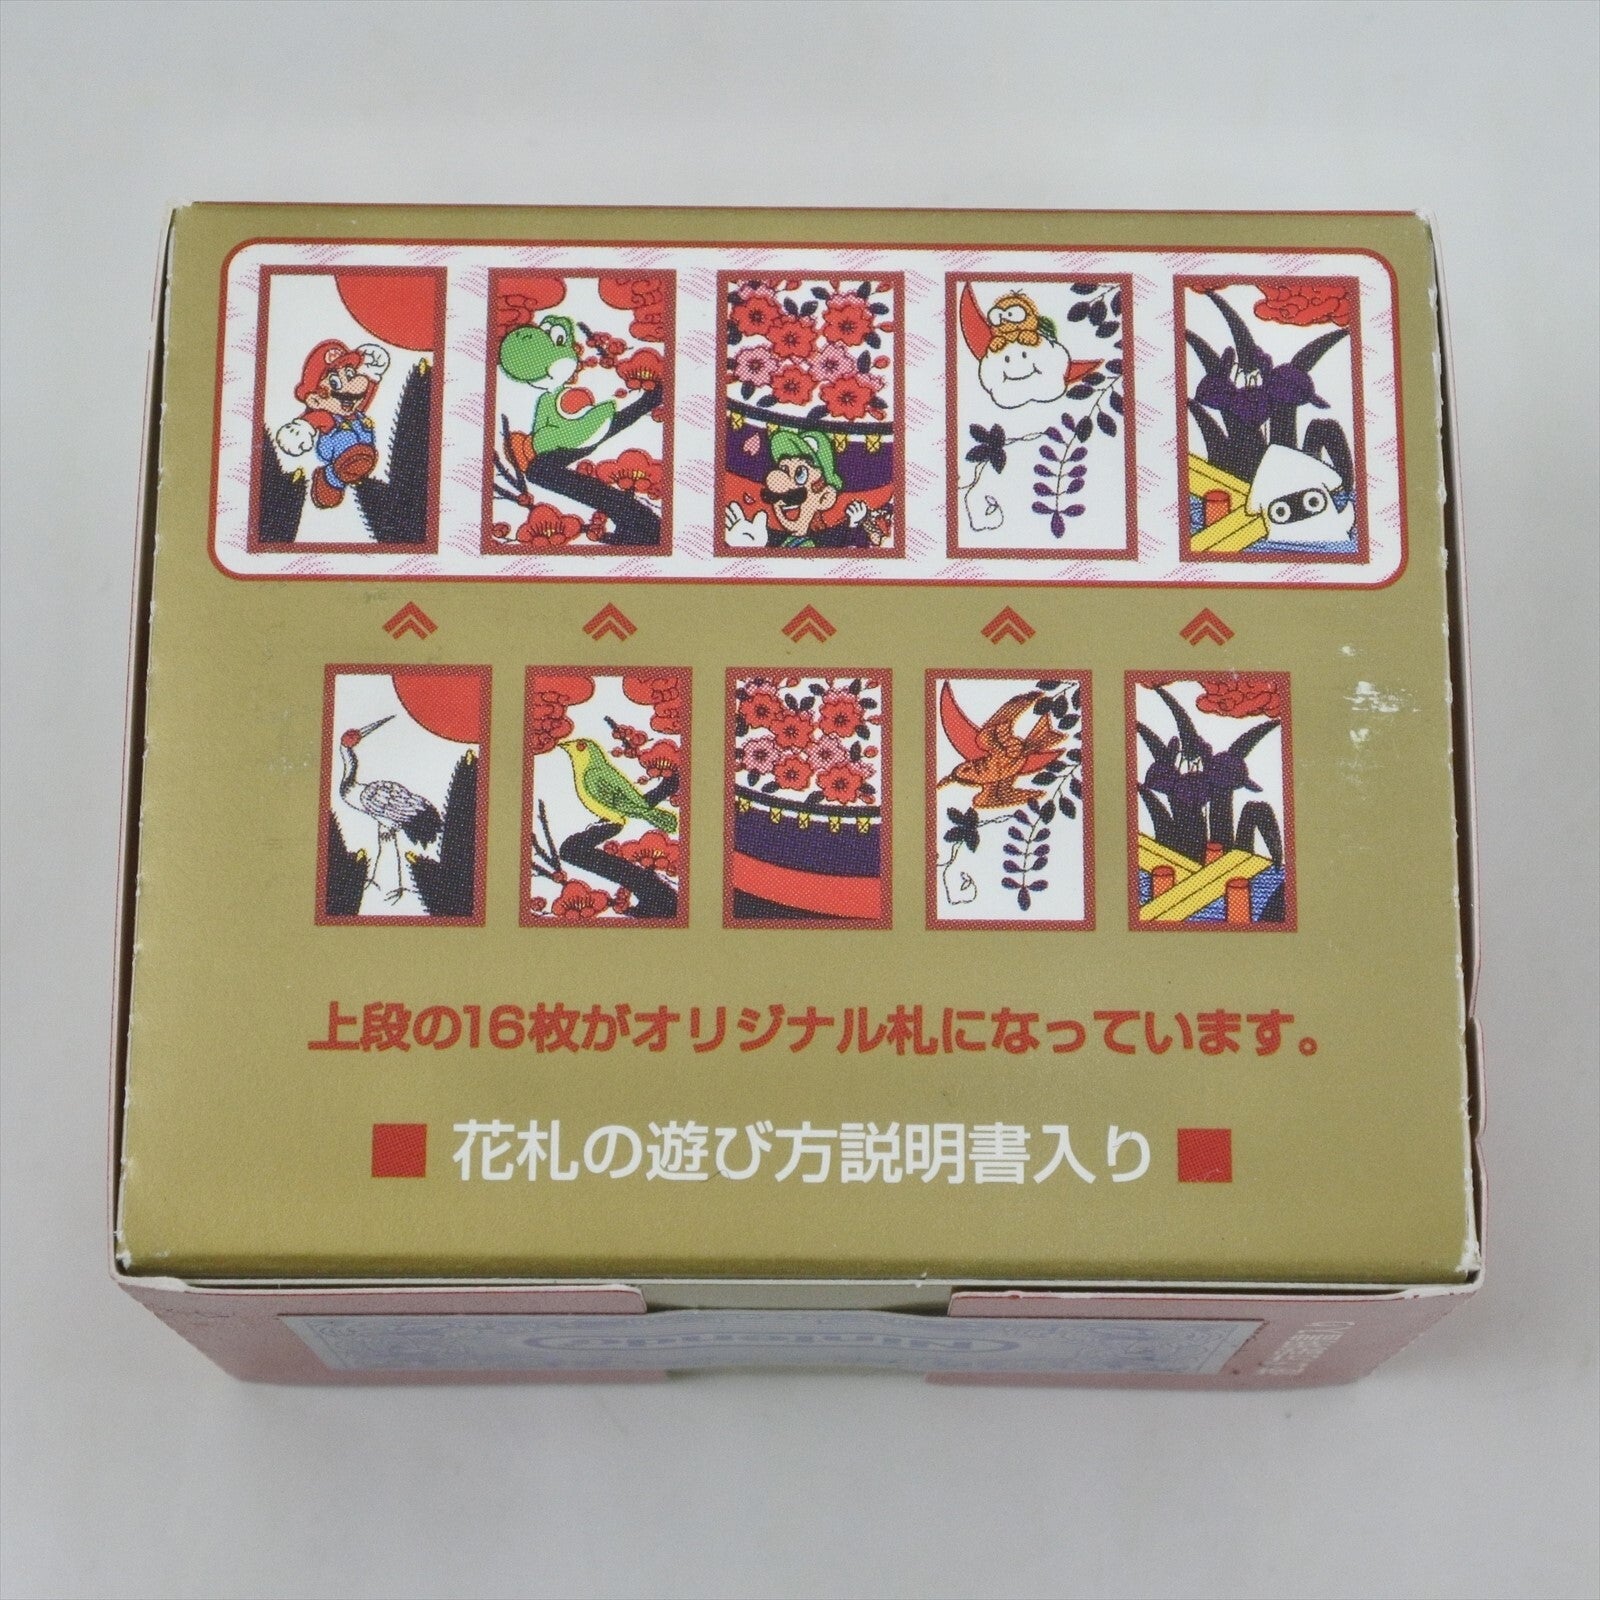 上段の16枚がオリジナル札になっています。
■ 花札の遊び方説明書入り ■
Nintendo